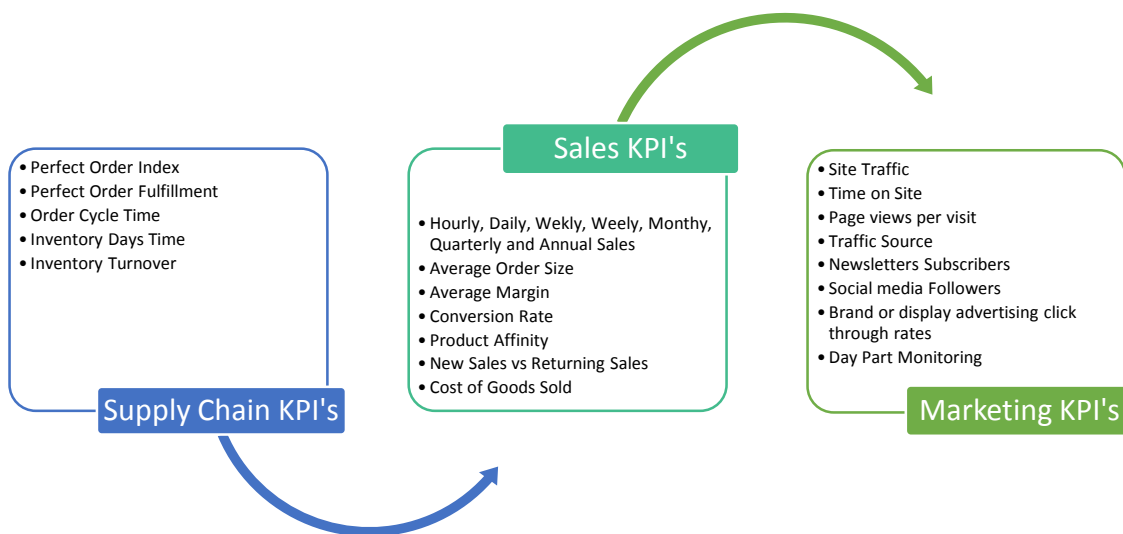 • Perfect Order Index
• Perfect Order Fulfillment
• Order Cycle Time
• Inventory Days Time
• Inventory Turnover
Supply Chain KPI's
Sales KPI's
• Hourly, Daily, Wekly, Weely, Monthy,
Quarterly and Annual Sales
• Average Order Size
• Average Margin
• Conversion Rate
• Product Affinity
• New Sales vs Returning Sales
• Cost of Goods Sold
• Site Traffic
• Time on Site
• Page views per visit
• Traffic Source
• Newsletters Subscribers
• Social media Followers
• Brand or display advertising click
through rates
• Day Part Monitoring
Marketing KPI's